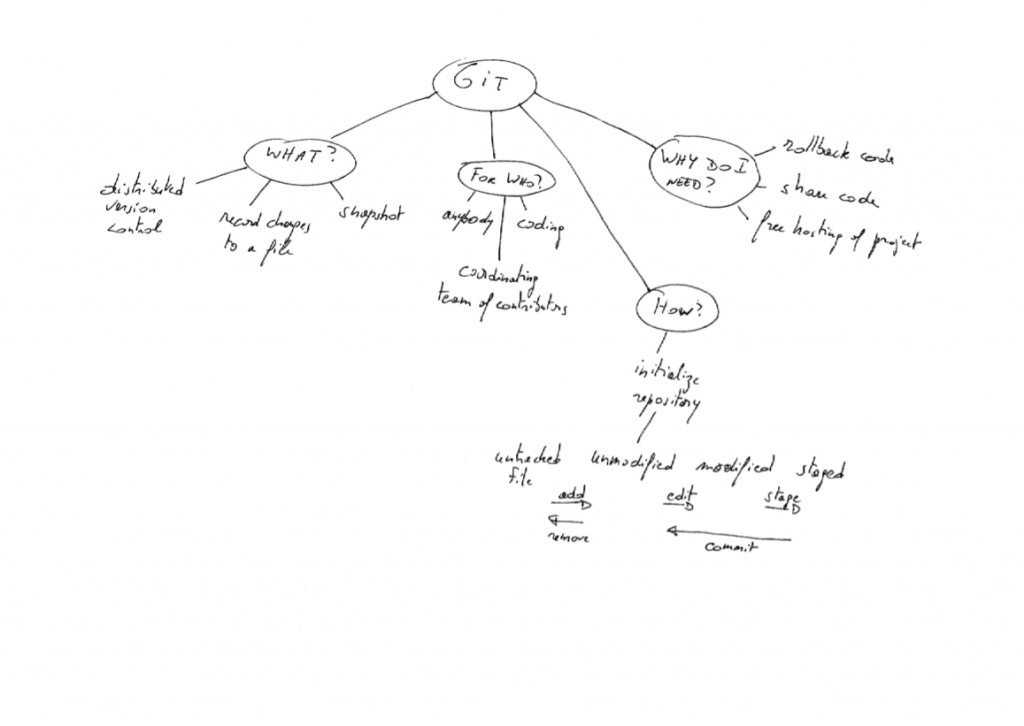 GiT
WHAT?
distributed
version
control
record changes
to a file
snapshot
FOR WHO?
anybody
coding
coordinating
team of contributors
WHY DO I
NEED?
rollback code
share code
free hosting of project
HOW?
initialize
repository
untracked
file
unmodified
modified
staged
add
edit
stage
remove
commit